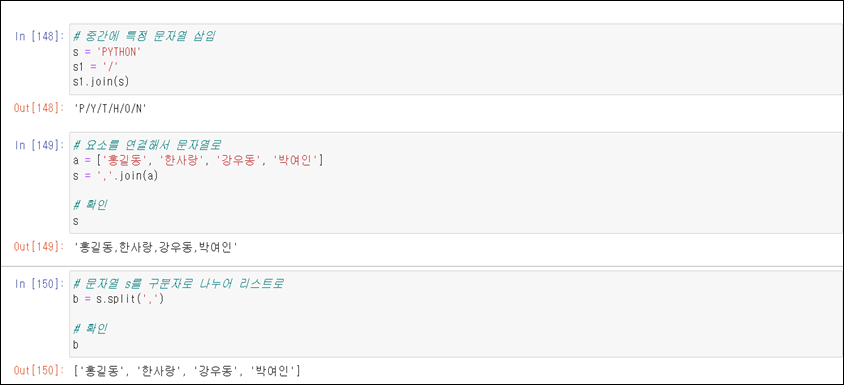 In [148]: # 중간에 특정 문자열 삽입
s = 'PYTHON'
s1 = '/'
s1.join(s)
Out[148]: 'P/Y/T/H/O/N'
In [149]: # 요소를 연결해서 문자열로
a = ['홍길동', '한사랑', '강우동', '박여인']
s = ','.join(a)
# 확인
s
Out[149]: '홍길동,한사랑,강우동,박여인'
In [150]: # 문자열 s를 구문자로 나누어 리스트로
b = s.split(',')
# 확인
b
Out[150]: ['홍길동', '한사랑', '강우동', '박여인']